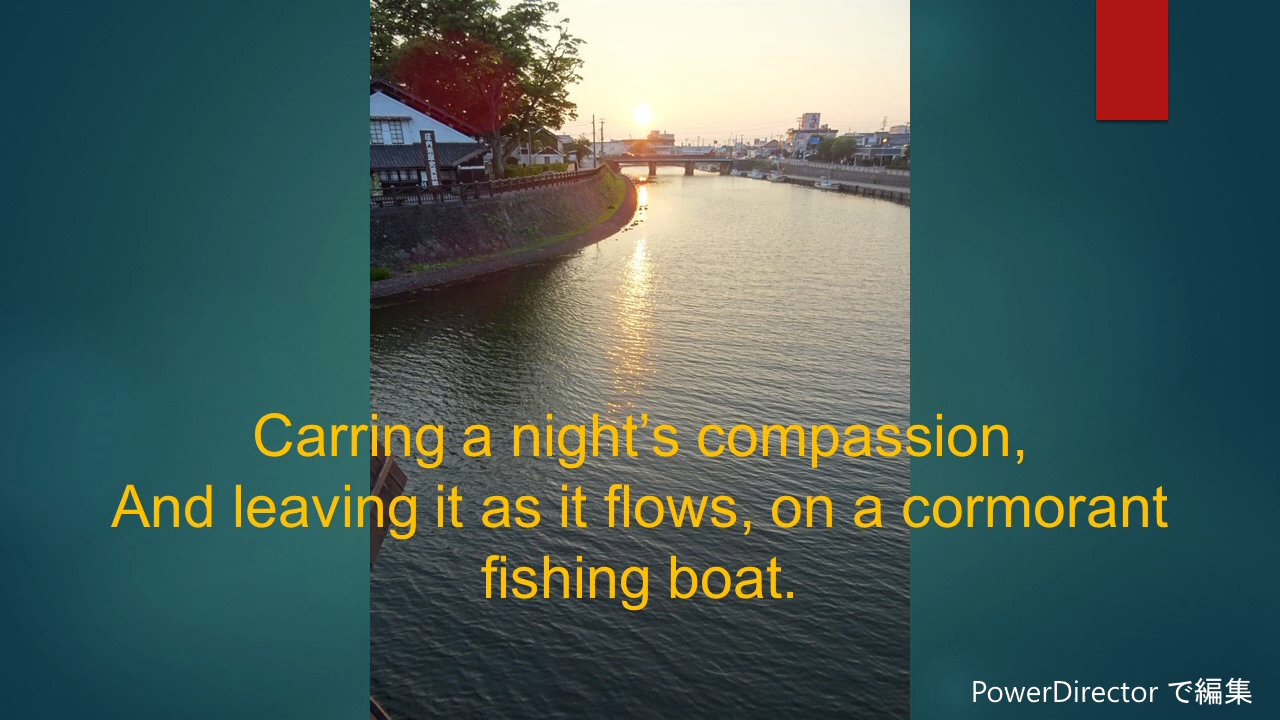 Carring a night’s compassion,
And leaving it as it flows, on a cormorant
fishing boat.
PowerDirector で編集